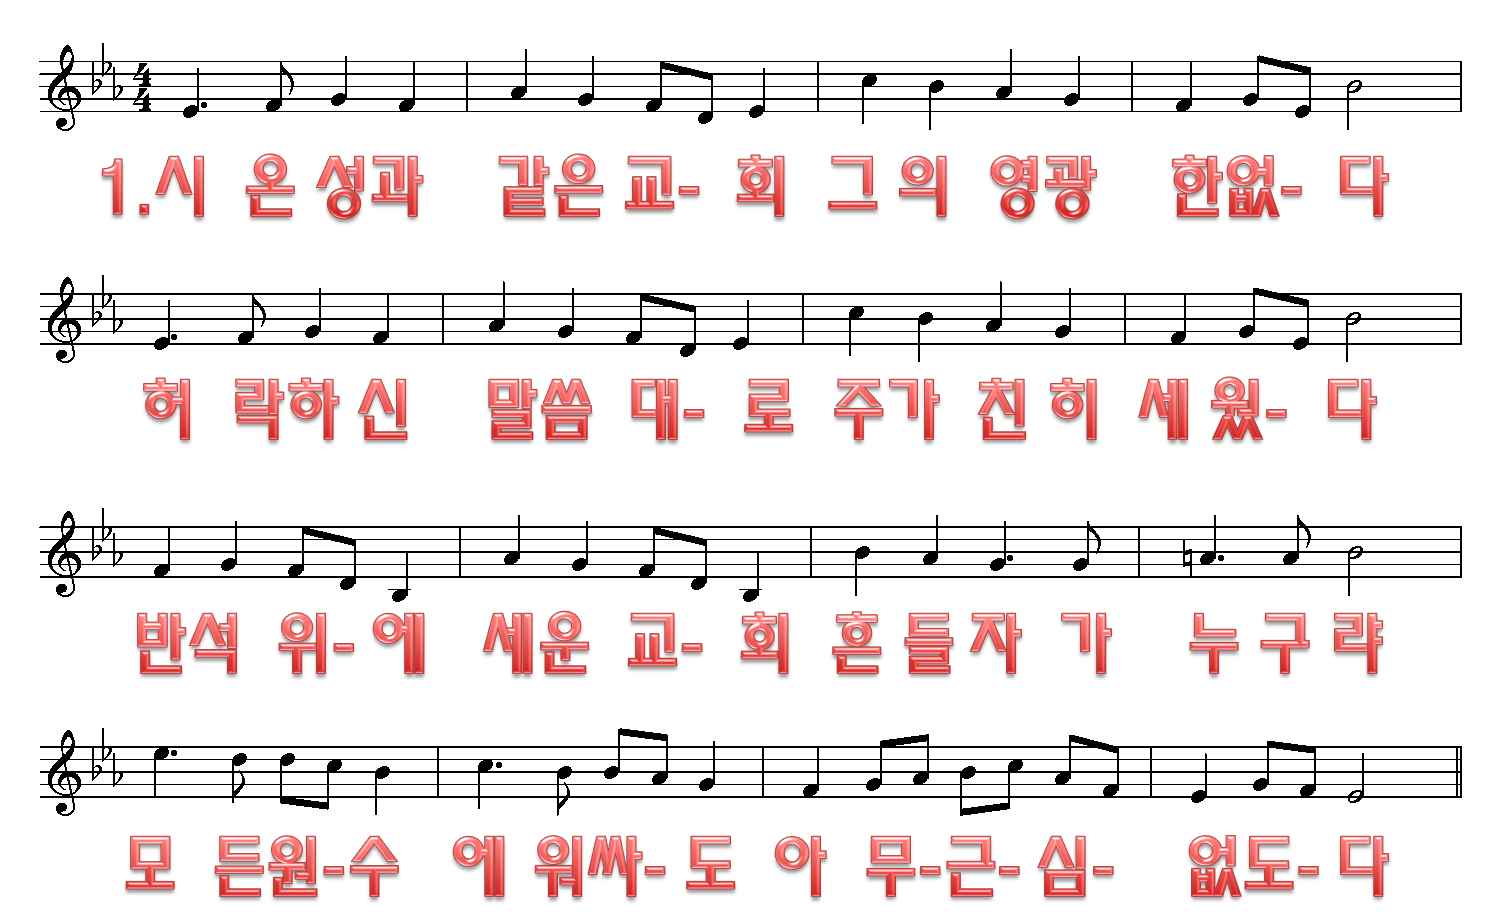 1.시 온 성과 같은 교- 회 그 의 영광 한없- 다
허 락하 신 말씀 대- 로 주가 친 히 세 웠- 다
반석 위- 에 세운 교- 회 흔 들 자 가 누 구 랴
모 든원-수 에 워싸- 도 아 무-근- 심- 없도- 다